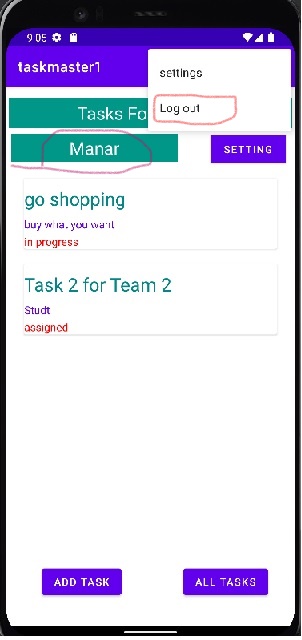 9:05
taskmaster1
settings
Log out
Tasks Fo
Manar
SETTING
go shopping
buy what you want
in progress
Task 2 for Team 2
Studt
assigned
ADD TASK
ALL TASKS